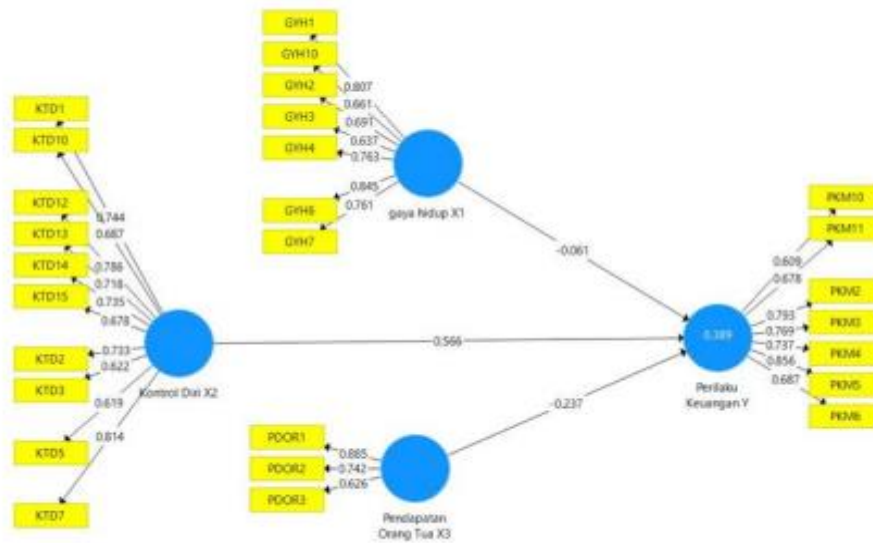 GYH1
GYH10
GYH2
GYH3
GYH4
GYH6
GYH7
0.807
0.661
0.691
0.637
0.763
0.845
0.761
gaya hidup X1
KTD1
KTD10
KTD12
KTD13
KTD14
KTD15
KTD2
KTD3
KTD5
KTD7
0.744
0.687
0.786
0.718
0.735
0.678
0.733
0.622
0.619
0.814
Kontrol Diri X2
-0.061
0.566
-0.237
PDOR1
PDOR2
PDOR3
0.885
0.742
0.626
Pendapatan
Orang Tua X3
PKM10
PKM11
PKM2
PKM3
PKM4
PKM5
PKM6
0.609
0.678
0.793
0.769
0.737
0.856
0.687
0.389
Perilaku
Keuangan Y